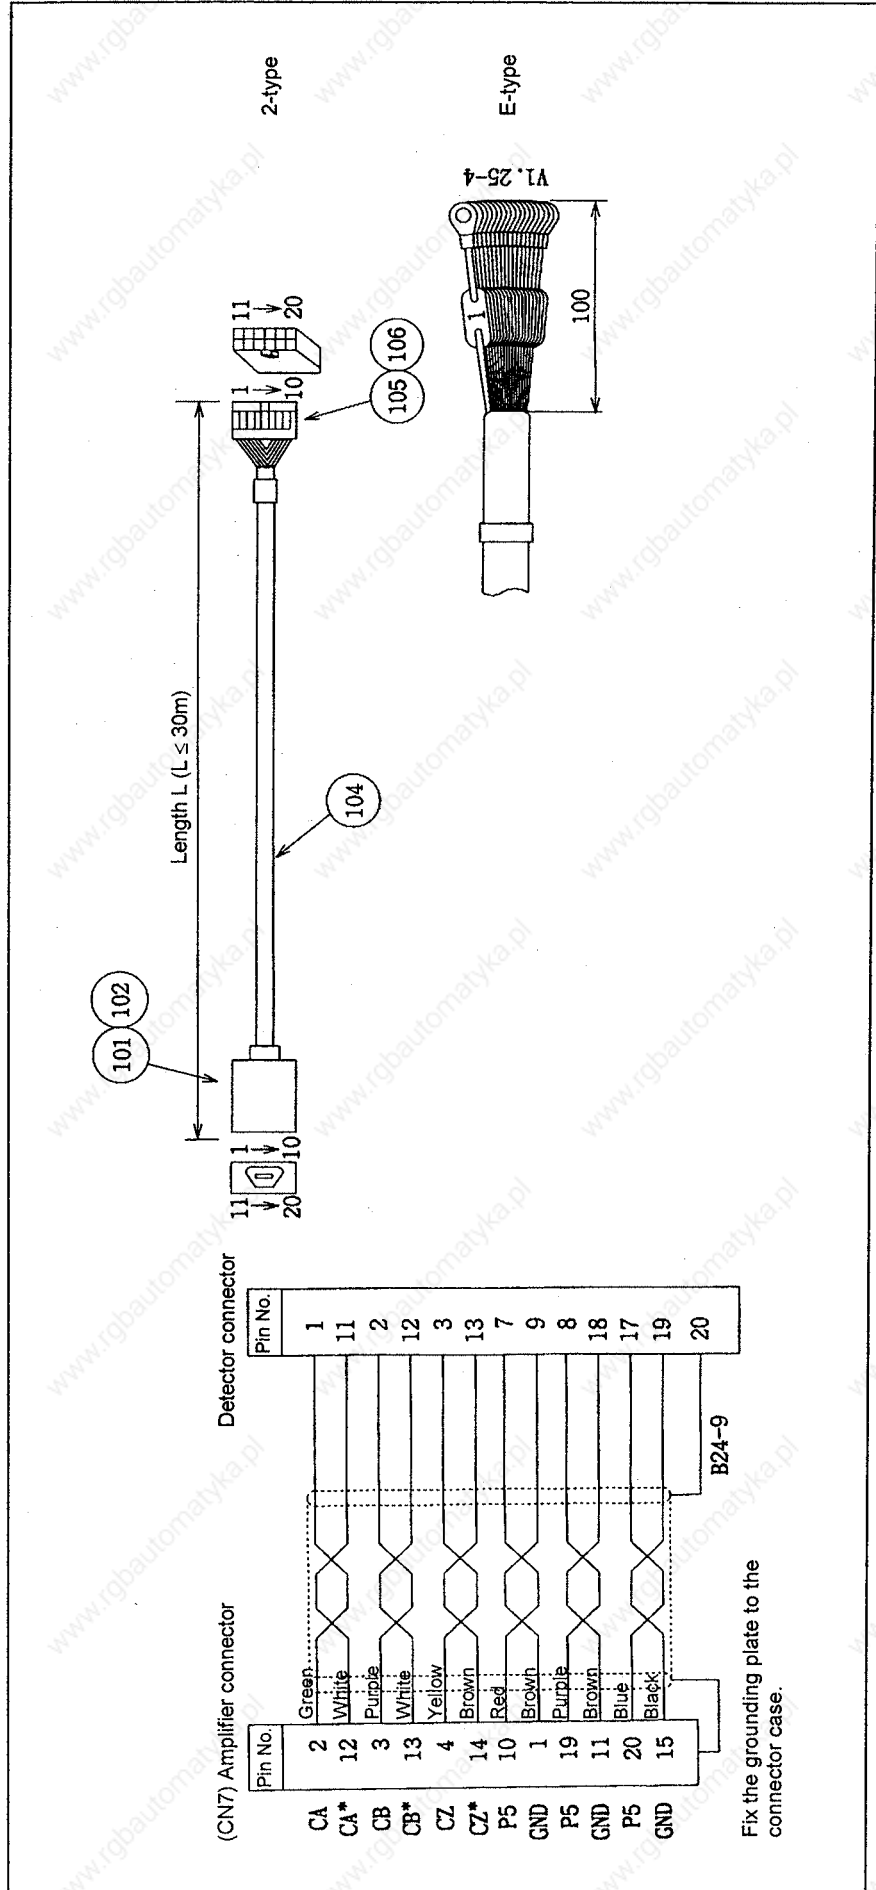 2-type
E-type
V1.25-4
1
100
11 → 20
1 → 10
105
106
Length L (L ≤ 30m)
104
101
102
1 → 10
11 → 20
(CN7) Amplifier connector
Detector connector
Pin No.
Pin No.
CA 2 Green 1
CA* 12 White 11
CB 3 Purple 2
CB* 13 White 12
CZ 4 Yellow 3
CZ* 14 Brown 13
P5 10 Red 7
GND 1 Brown 9
P5 19 Purple 8
GND 11 Brown 18
P5 20 Blue 17
GND 15 Black 19
20
B24-9
Fix the grounding plate to the
connector case.
www.rgbautomatyka.pl